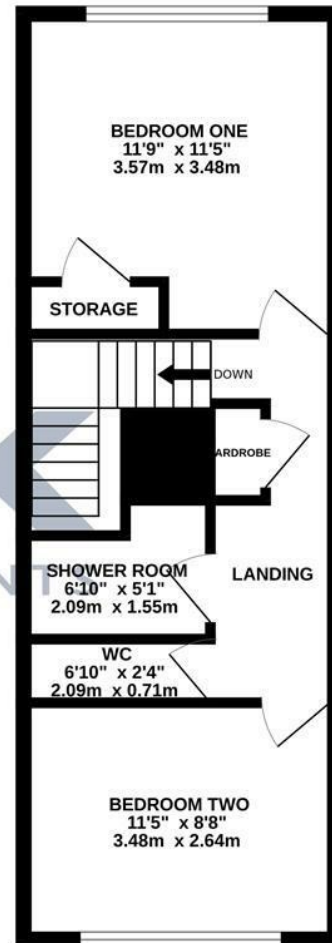 BEDROOM ONE
11'9" x 11'5"
3.57m x 3.48m
STORAGE
DOWN
ARDROBE
SHOWER ROOM
6'10" x 5'1"
2.09m x 1.55m
LANDING
WC
6'10" x 2'4"
2.09m x 0.71m
BEDROOM TWO
11'5" x 8'8"
3.48m x 2.64m